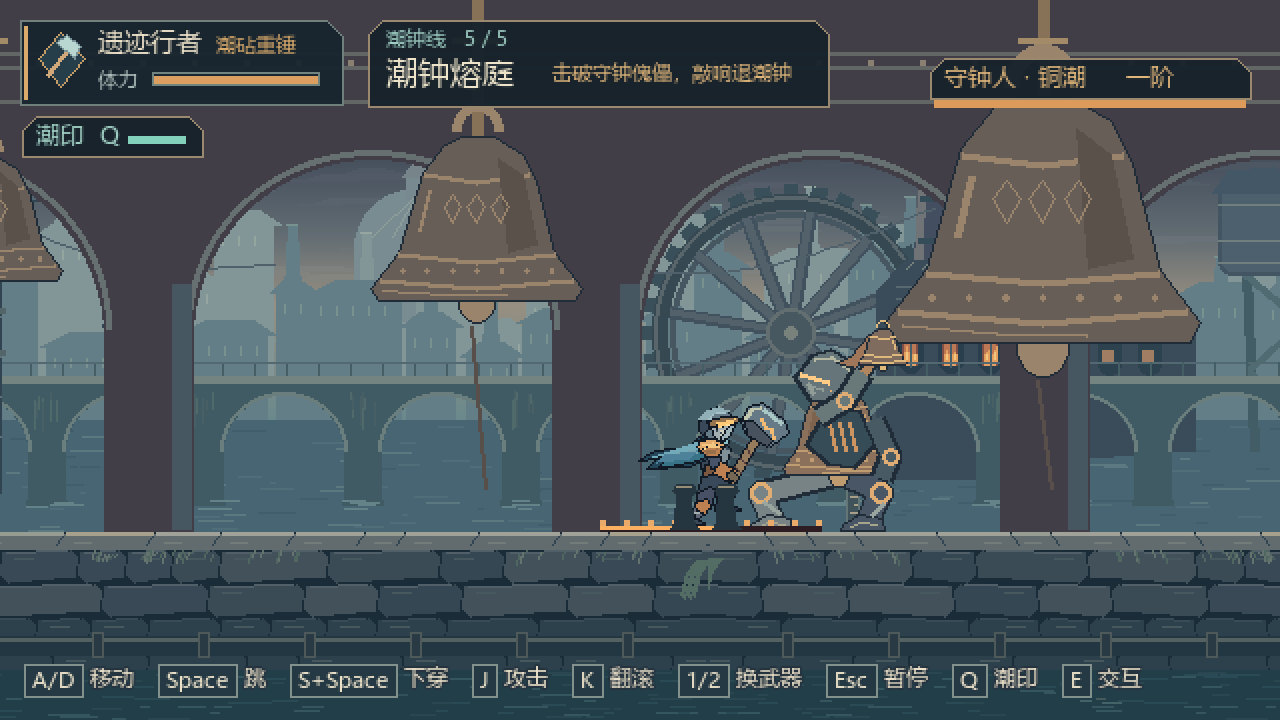 遗迹行者 潮砧重锤
体力
潮印 Q
潮钟线 5 / 5
潮钟熔庭 击破守钟傀儡，敲响退潮钟
守钟人 · 铜潮 一阶
A/D 移动 Space 跳 S+Space 下穿 J 攻击 K 翻滚 1/2 换武器 Esc 暂停 Q 潮印 E 交互